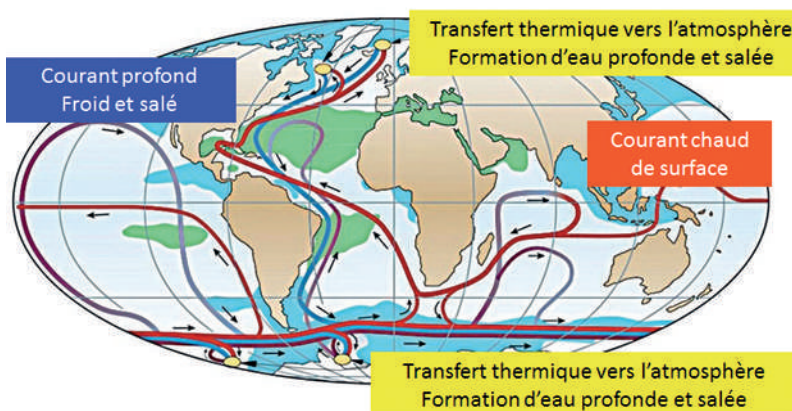 Transfert thermique vers l’atmosphère
Formation d’eau profonde et salée
Courant profond
Froid et salé
Courant chaud
de surface
Transfert thermique vers l’atmosphère
Formation d’eau profonde et salée